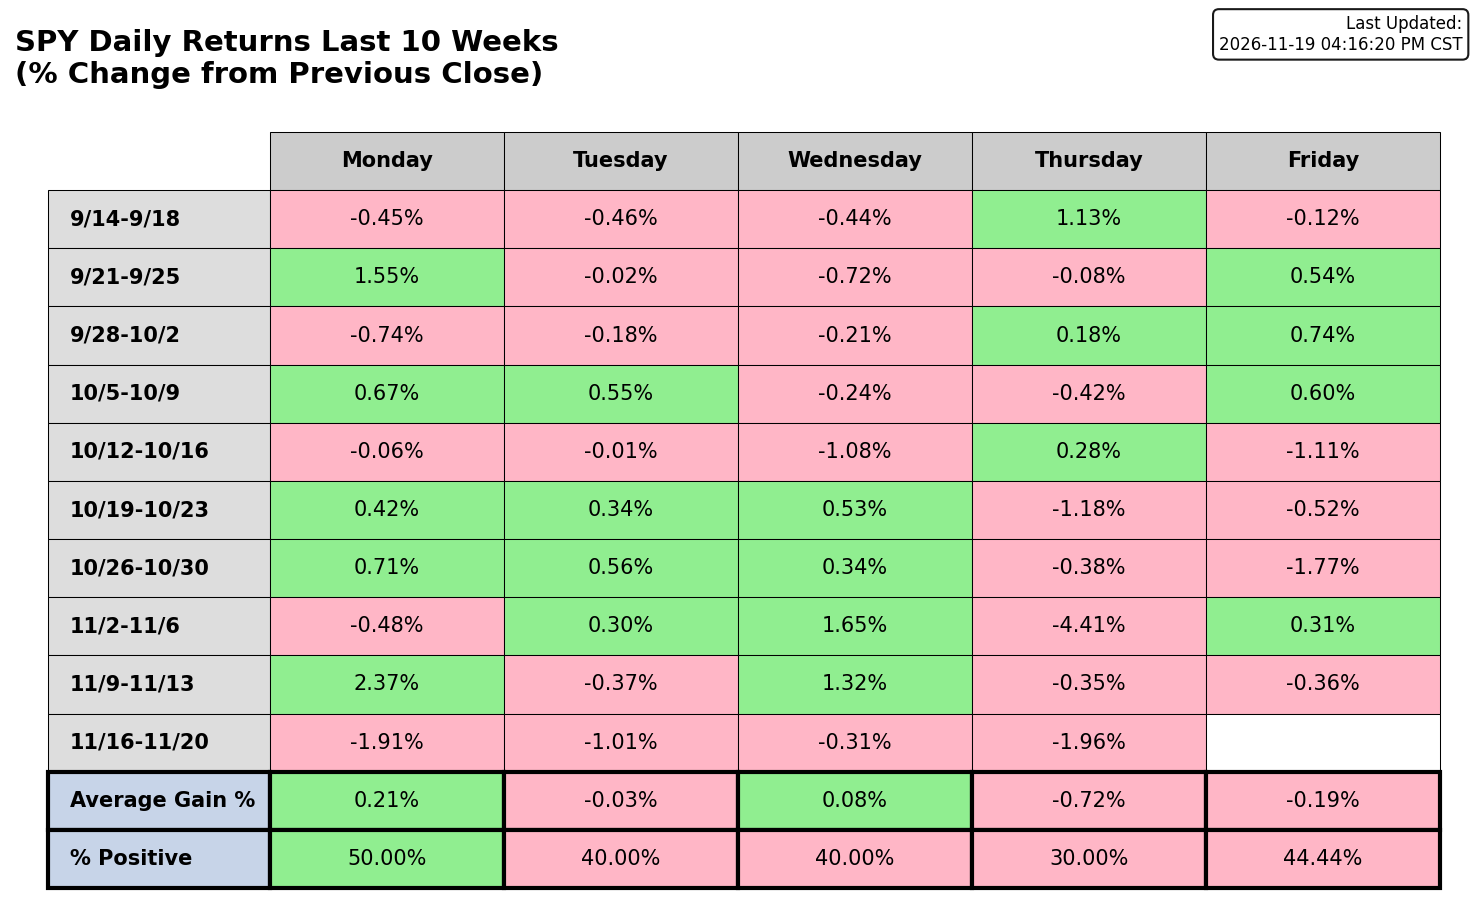 SPY Daily Returns Last 10 Weeks
(% Change from Previous Close)
Last Updated:
2026-11-19 04:16:20 PM CST
Monday Tuesday Wednesday Thursday Friday
9/14-9/18 -0.45% -0.46% -0.44% 1.13% -0.12%
9/21-9/25 1.55% -0.02% -0.72% -0.08% 0.54%
9/28-10/2 -0.74% -0.18% -0.21% 0.18% 0.74%
10/5-10/9 0.67% 0.55% -0.24% -0.42% 0.60%
10/12-10/16 -0.06% -0.01% -1.08% 0.28% -1.11%
10/19-10/23 0.42% 0.34% 0.53% -1.18% -0.52%
10/26-10/30 0.71% 0.56% 0.34% -0.38% -1.77%
11/2-11/6 -0.48% 0.30% 1.65% -4.41% 0.31%
11/9-11/13 2.37% -0.37% 1.32% -0.35% -0.36%
11/16-11/20 -1.91% -1.01% -0.31% -1.96%
Average Gain % 0.21% -0.03% 0.08% -0.72% -0.19%
% Positive 50.00% 40.00% 40.00% 30.00% 44.44%